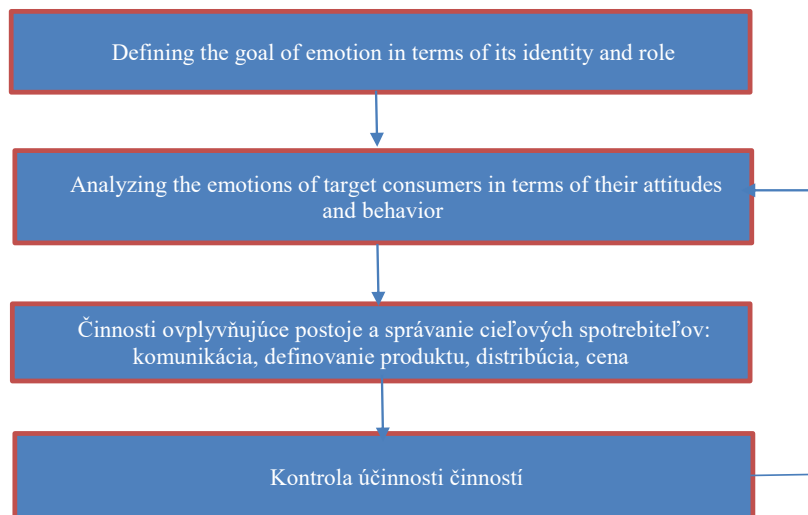 Defining the goal of emotion in terms of its identity and role
Analyzing the emotions of target consumers in terms of their attitudes
and behavior
Činnosti ovplyvňujúce postoje a správanie cieľových spotrebiteľov:
komunikácia, definovanie produktu, distribúcia, cena
Kontrola účinnosti činností